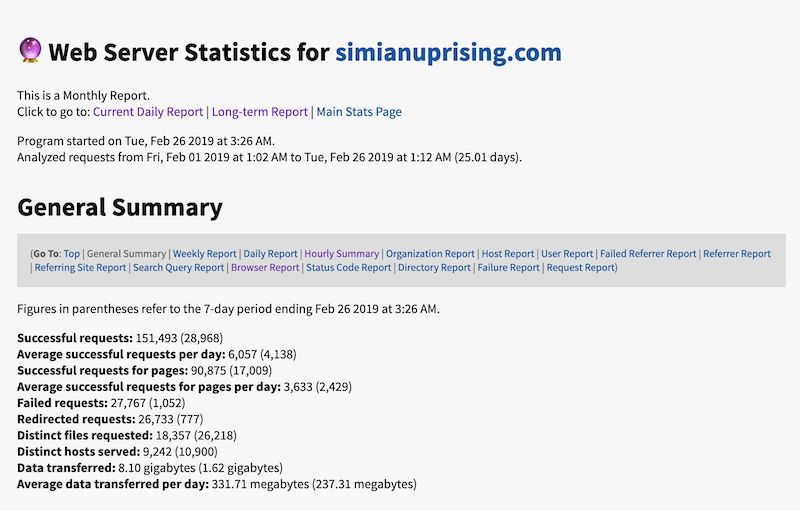 Web Server Statistics for simianuprising.com
This is a Monthly Report.
Click to go to: Current Daily Report | Long-term Report | Main Stats Page
Program started on Tue, Feb 26 2019 at 3:26 AM.
Analyzed requests from Fri, Feb 01 2019 at 1:02 AM to Tue, Feb 26 2019 at 1:12 AM (25.01 days).
General Summary
(Go To: Top | General Summary | Weekly Report | Daily Report | Hourly Summary | Organization Report | Host Report | User Report | Failed Referrer Report | Referrer Report
| Referring Site Report | Search Query Report | Browser Report | Status Code Report | Directory Report | Failure Report | Request Report)
Figures in parentheses refer to the 7-day period ending Feb 26 2019 at 3:26 AM.
Successful requests: 151,493 (28,968)
Average successful requests per day: 6,057 (4,138)
Successful requests for pages: 90,875 (17,009)
Average successful requests for pages per day: 3,633 (2,429)
Failed requests: 27,767 (1,052)
Redirected requests: 26,733 (777)
Distinct files requested: 18,357 (26,218)
Distinct hosts served: 9,242 (10,900)
Data transferred: 8.10 gigabytes (1.62 gigabytes)
Average data transferred per day: 331.71 megabytes (237.31 megabytes)